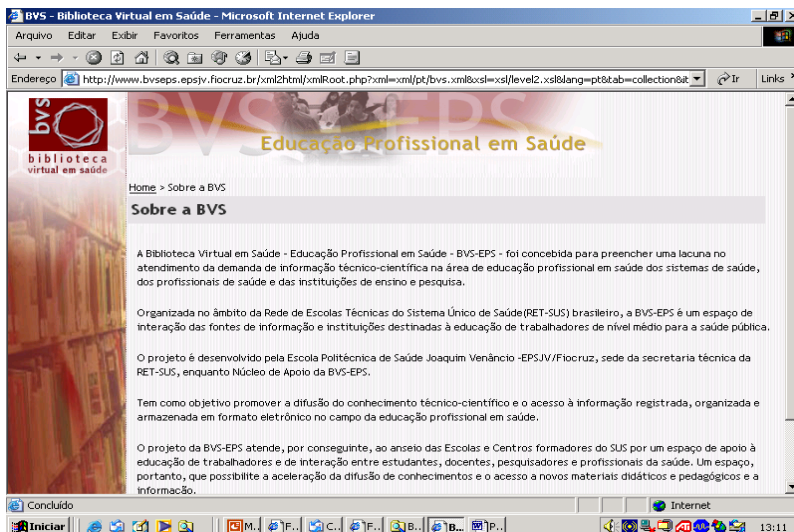 BVS - Biblioteca Virtual em Saúde - Microsoft Internet Explorer
Arquivo Editar Exibir Favoritos Ferramentas Ajuda
Endereço http://www.bvseps.epsjv.fiocruz.br/xml2html/xmlRoot.php?xml=xml/pt/bvs.xml&xsl=xsl/level2.xsl&lang=pt&tab=collection&it Ir Links
bvs
biblioteca
virtual em saúde
BVS - EPS
Educação Profissional em Saúde
Home > Sobre a BVS
Sobre a BVS
A Biblioteca Virtual em Saúde - Educação Profissional em Saúde - BVS-EPS - foi concebida para preencher uma lacuna no
atendimento da demanda de informação técnico-científica na área de educação profissional em saúde dos sistemas de saúde,
dos profissionais de saúde e das instituições de ensino e pesquisa.
Organizada no âmbito da Rede de Escolas Técnicas do Sistema Único de Saúde(RET-SUS) brasileiro, a BVS-EPS é um espaço de
interação das fontes de informação e instituições destinadas à educação de trabalhadores de nível médio para a saúde pública.
O projeto é desenvolvido pela Escola Politécnica de Saúde Joaquim Venâncio -EPSJV/Fiocruz, sede da secretaria técnica da
RET-SUS, enquanto Núcleo de Apoio da BVS-EPS.
Tem como objetivo promover a difusão do conhecimento técnico-científico e o acesso à informação registrada, organizada e
armazenada em formato eletrônico no campo da educação profissional em saúde.
O projeto da BVS-EPS atende, por conseguinte, ao anseio das Escolas e Centros formadores do SUS por um espaço de apoio à
educação de trabalhadores e de interação entre estudantes, docentes, pesquisadores e profissionais da saúde. Um espaço,
portanto, que possibilite a aceleração da difusão de conhecimentos e o acesso a novos materiais didáticos e pedagógicos e a
informação.
Concluído Internet
Iniciar M.. F.. C.. F.. B.. B... P.. 13:11